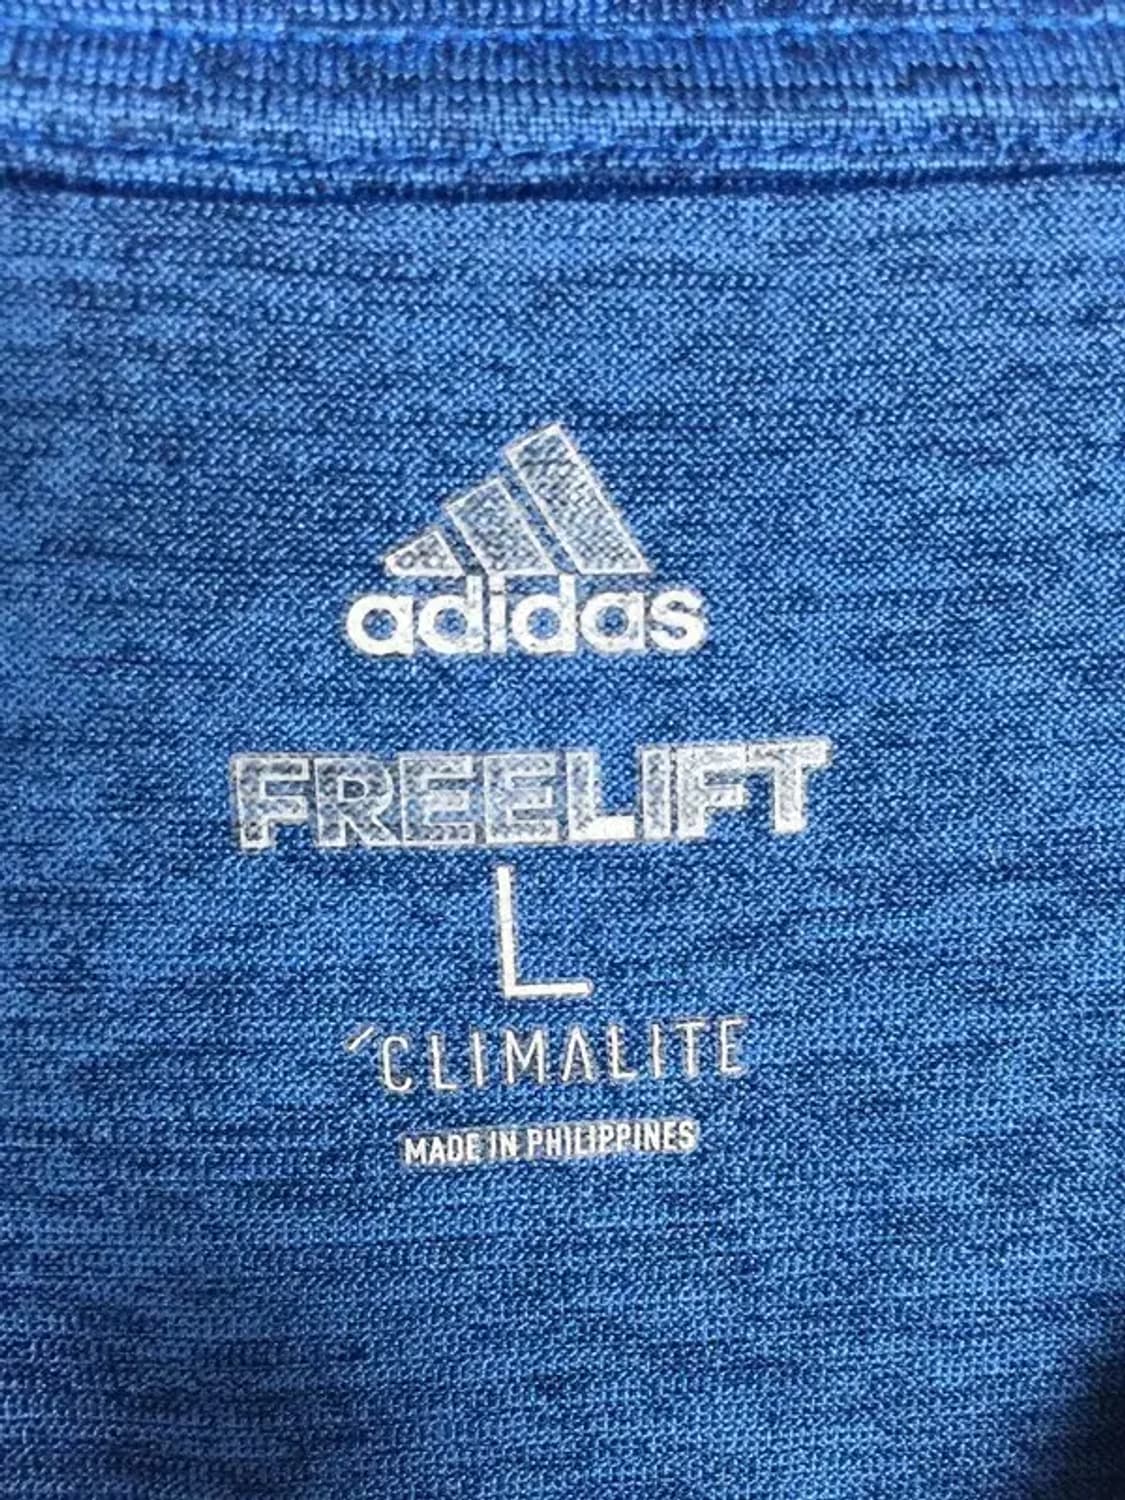 adidas
FREELIFT
L
CLIMALITE
MADE IN PHILIPPINES